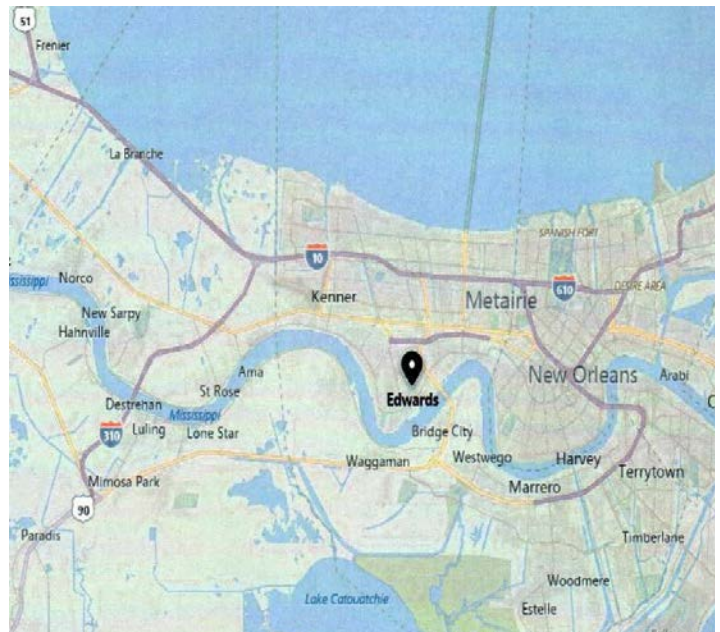 51
Frenier
La Branche
SPANISH FORT
10
610
DESIRE AREA
Norco
Kenner
Metairie
Mississippi
New Sarpy
Hahnville
Ama
New Orleans
Arabi
St Rose
Edwards
Destrehan
Mississippi
Luling
310
Lone Star
Bridge City
Waggaman
Westwego
Harvey
Terrytown
Mimosa Park
Marrero
90
Paradis
Timberlane
Woodmere
Lake Catouatchie
Estelle